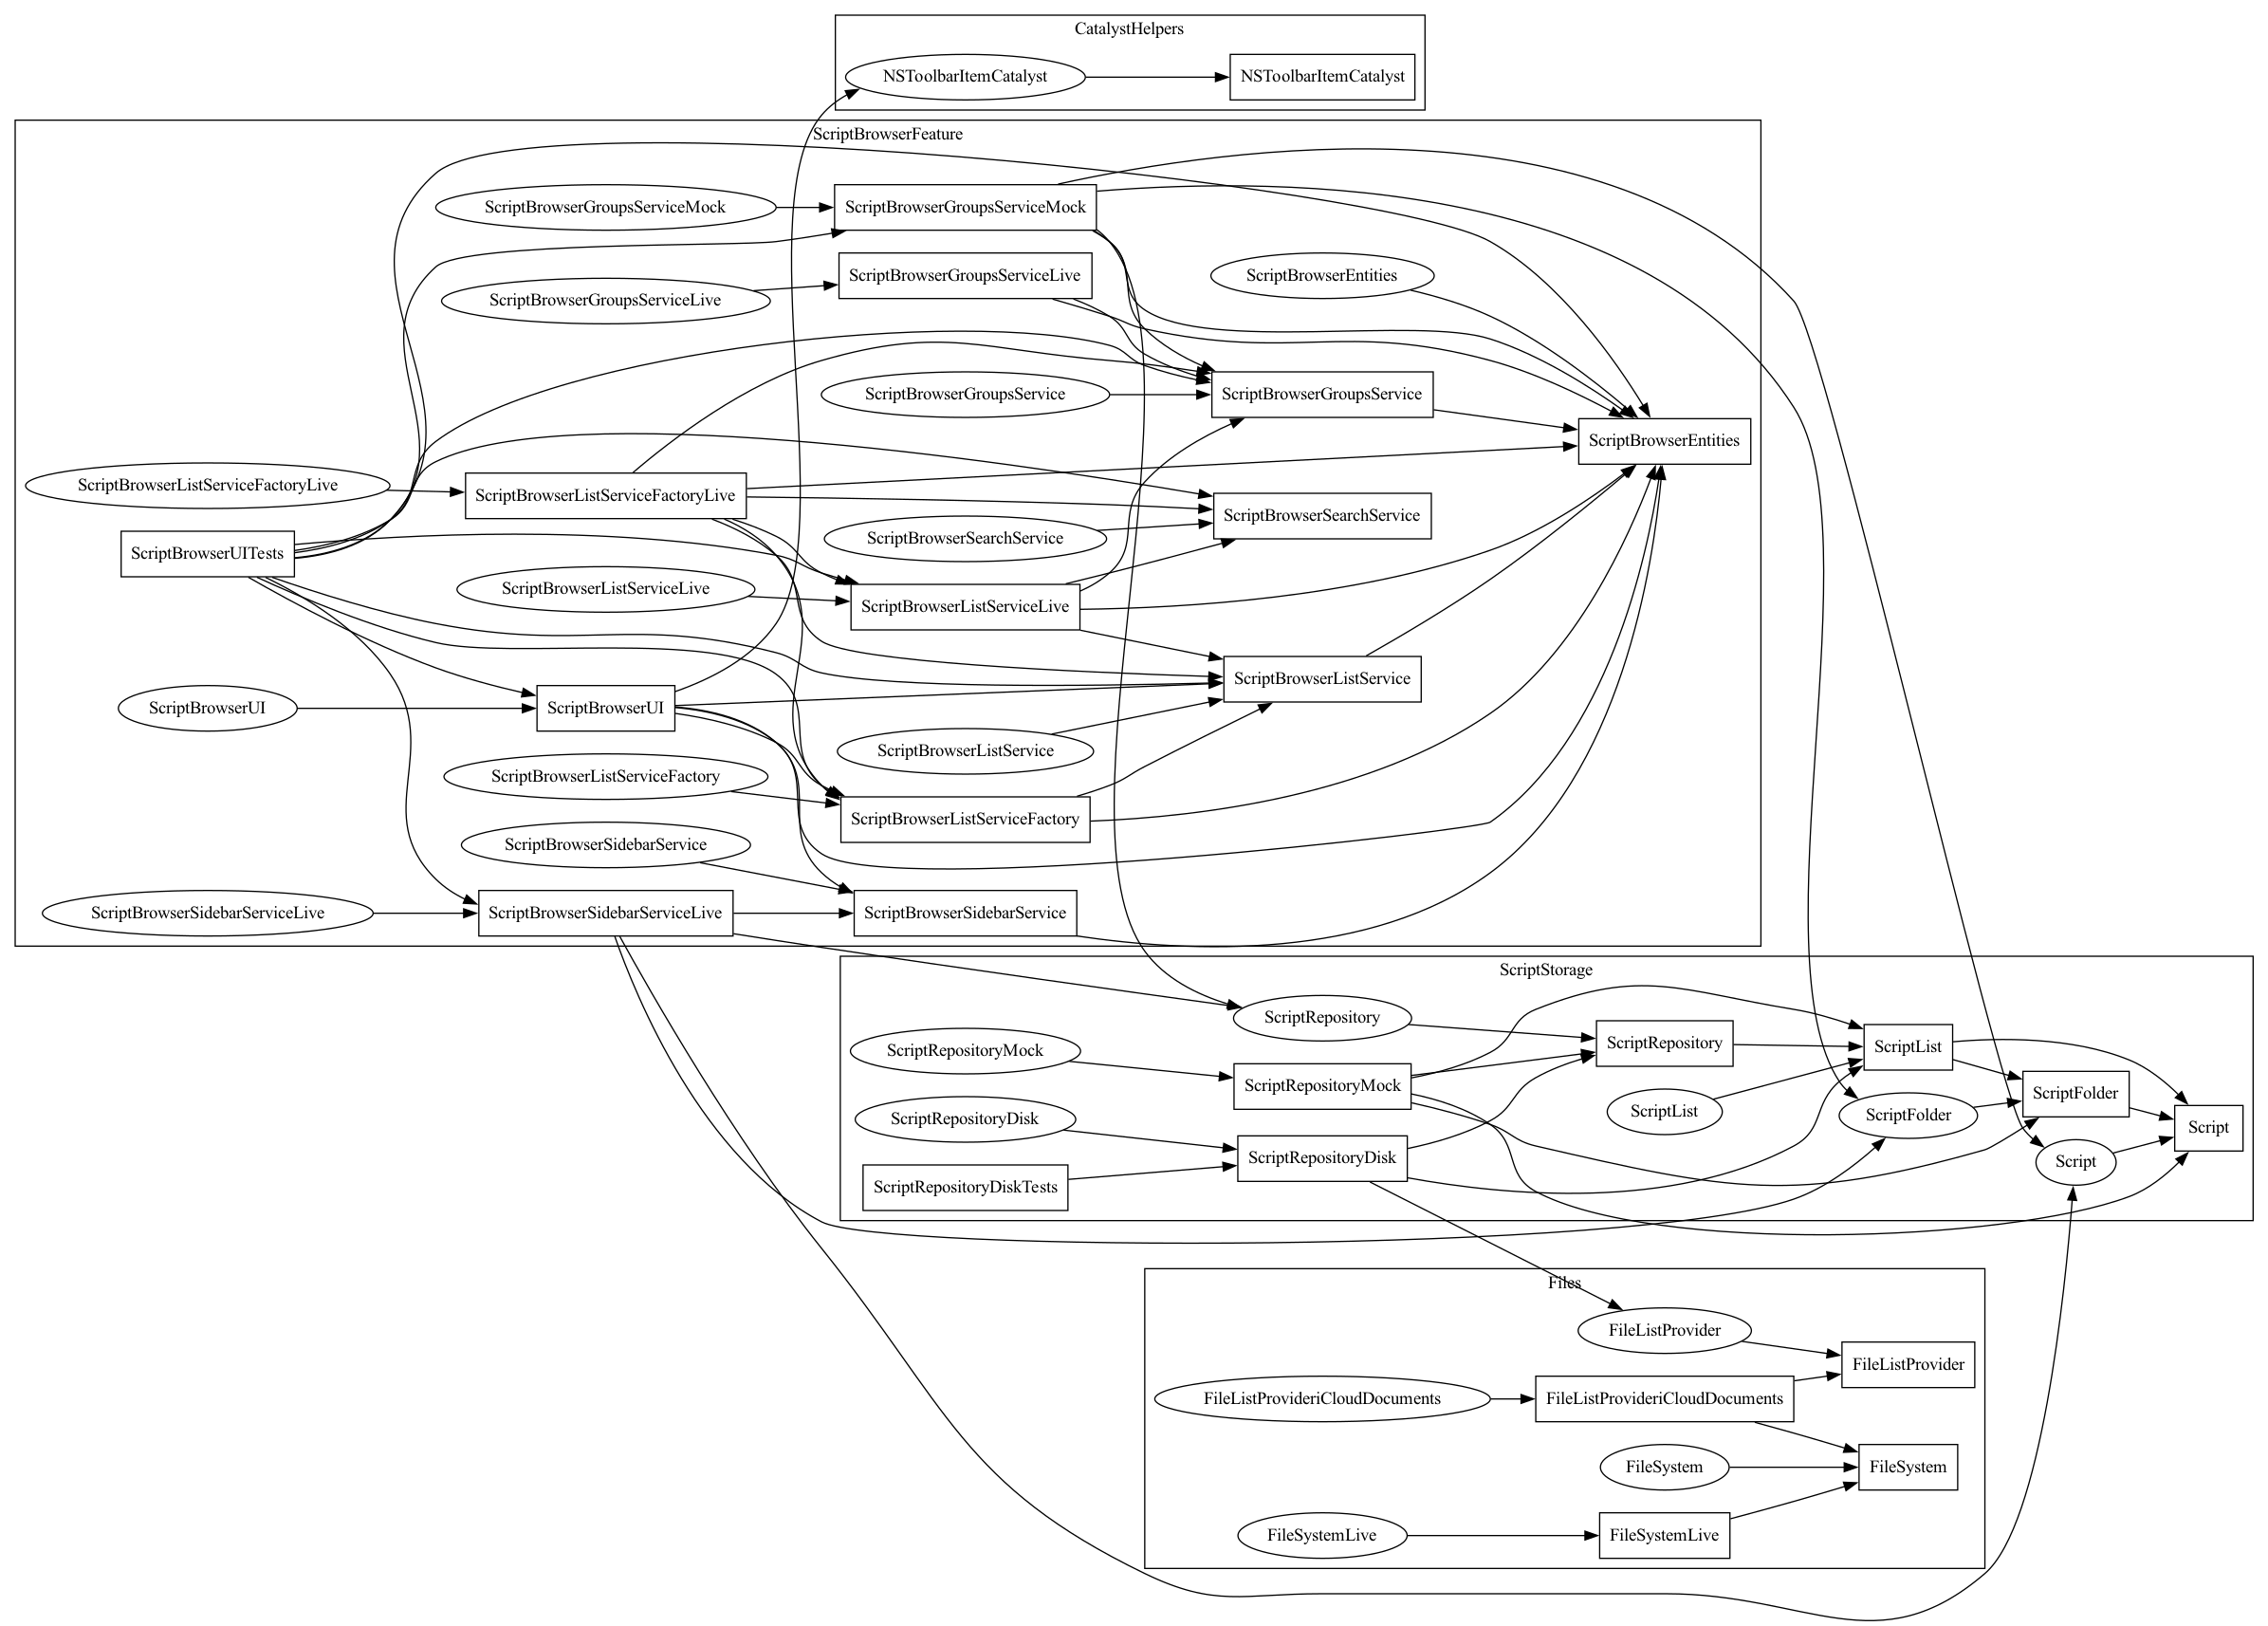 CatalystHelpers
NSToolbarItemCatalyst
NSToolbarItemCatalyst
ScriptBrowserFeature
ScriptBrowserGroupsServiceMock
ScriptBrowserGroupsServiceMock
ScriptBrowserGroupsServiceLive
ScriptBrowserGroupsServiceLive
ScriptBrowserEntities
ScriptBrowserGroupsService
ScriptBrowserGroupsService
ScriptBrowserEntities
ScriptBrowserListServiceFactoryLive
ScriptBrowserListServiceFactoryLive
ScriptBrowserSearchService
ScriptBrowserSearchService
ScriptBrowserUITests
ScriptBrowserListServiceLive
ScriptBrowserListServiceLive
ScriptBrowserListService
ScriptBrowserUI
ScriptBrowserUI
ScriptBrowserListService
ScriptBrowserListServiceFactory
ScriptBrowserListServiceFactory
ScriptBrowserSidebarService
ScriptBrowserSidebarServiceLive
ScriptBrowserSidebarServiceLive
ScriptBrowserSidebarService
ScriptStorage
ScriptRepository
ScriptRepositoryMock
ScriptRepository
ScriptList
ScriptRepositoryMock
ScriptFolder
ScriptList
ScriptRepositoryDisk
ScriptFolder
Script
ScriptRepositoryDisk
Script
ScriptRepositoryDiskTests
Files
FileListProvider
FileListProvider
FileListProvideriCloudDocuments
FileListProvideriCloudDocuments
FileSystem
FileSystem
FileSystemLive
FileSystemLive